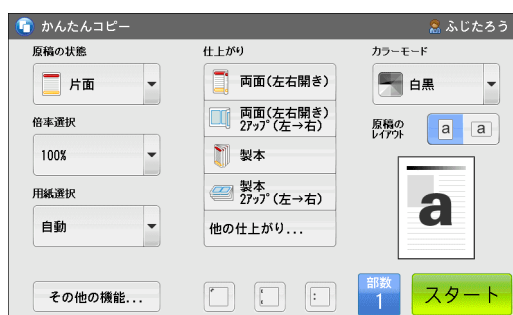 かんたんコピー
ふじたろう
原稿の状態
片面
倍率選択
100%
用紙選択
自動
その他の機能...
仕上がり
両面(左右開き)
両面(左右開き)
2ｱｯﾌﾟ(左→右)
製本
製本
2ｱｯﾌﾟ(左→右)
他の仕上がり...
カラーモード
白黒
原稿の
ﾚｲｱｳﾄ
a
a
a
部数
1
スタート